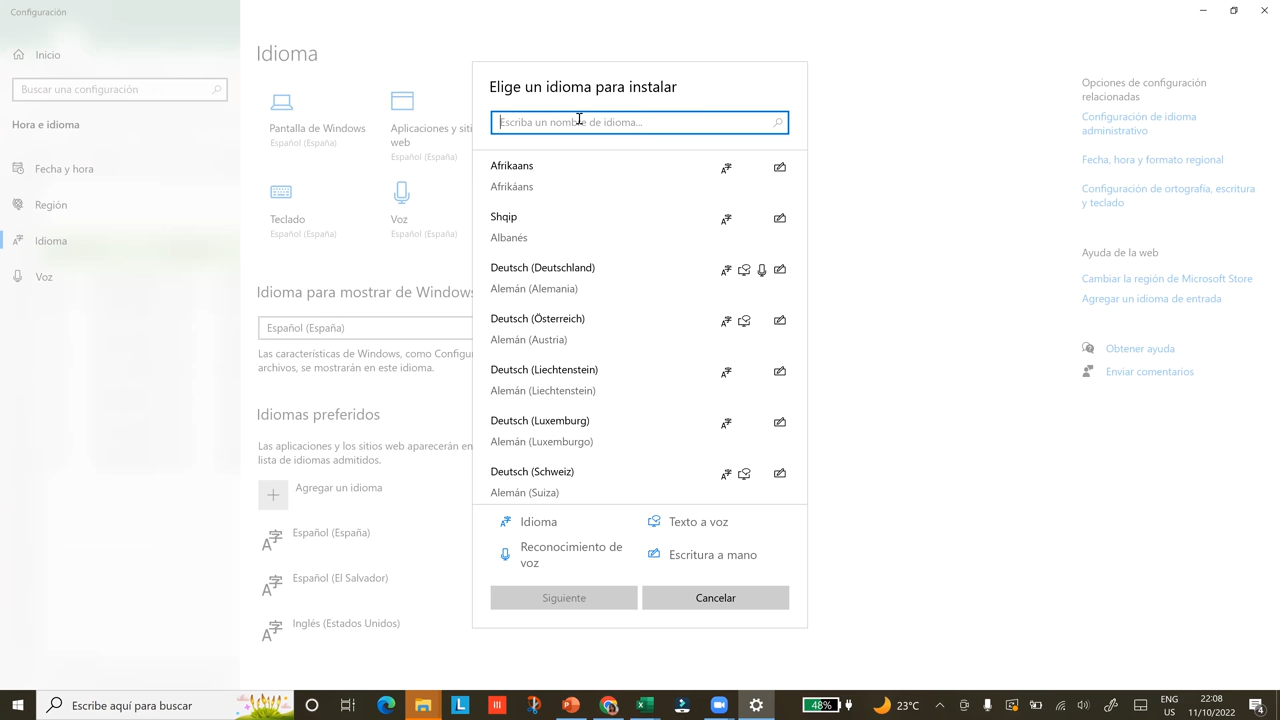 Configuración
Inicio
Buscar una configuración
Hora e idioma
Fecha y hora
Región
Idioma
Voz
Idioma
Pantalla de Windows
Español (España)
Aplicaciones y siti
web
Español (España)
Teclado
Español (España)
Voz
Español (España)
Idioma para mostrar de Windows
Español (España)
Las características de Windows, como Configu
archivos, se mostrarán en este idioma.
Idiomas preferidos
Las aplicaciones y los sitios web aparecerán en
lista de idiomas admitidos.
Agregar un idioma
Español (España)
Español (El Salvador)
Inglés (Estados Unidos)
Elige un idioma para instalar
Escriba un nombre de idioma...
Afrikaans
Afrikáans
Shqip
Albanés
Deutsch (Deutschland)
Alemán (Alemania)
Deutsch (Österreich)
Alemán (Austria)
Deutsch (Liechtenstein)
Alemán (Liechtenstein)
Deutsch (Luxemburg)
Alemán (Luxemburgo)
Deutsch (Schweiz)
Alemán (Suiza)
Idioma
Texto a voz
Reconocimiento de
voz
Escritura a mano
Siguiente
Cancelar
Opciones de configuración
relacionadas
Configuración de idioma
administrativo
Fecha, hora y formato regional
Configuración de ortografía, escritura
y teclado
Ayuda de la web
Cambiar la región de Microsoft Store
Agregar un idioma de entrada
Obtener ayuda
Enviar comentarios
Escribe aquí para buscar
48%
23°C
ENG
US
22:08
11/10/2022
4